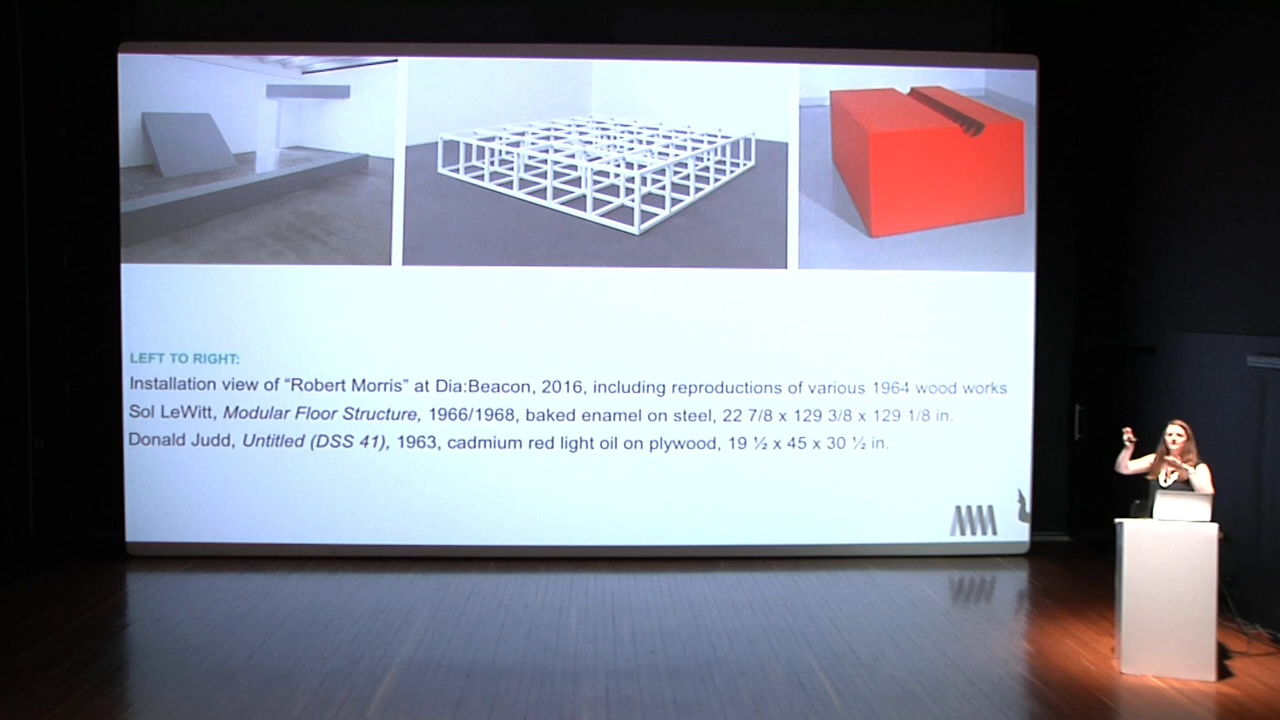 LEFT TO RIGHT:
Installation view of “Robert Morris” at Dia:Beacon, 2016, including reproductions of various 1964 wood works
Sol LeWitt, Modular Floor Structure, 1966/1968, baked enamel on steel, 22 7/8 x 129 3/8 x 129 1/8 in.
Donald Judd, Untitled (DSS 41), 1963, cadmium red light oil on plywood, 19 ½ x 45 x 30 ½ in.